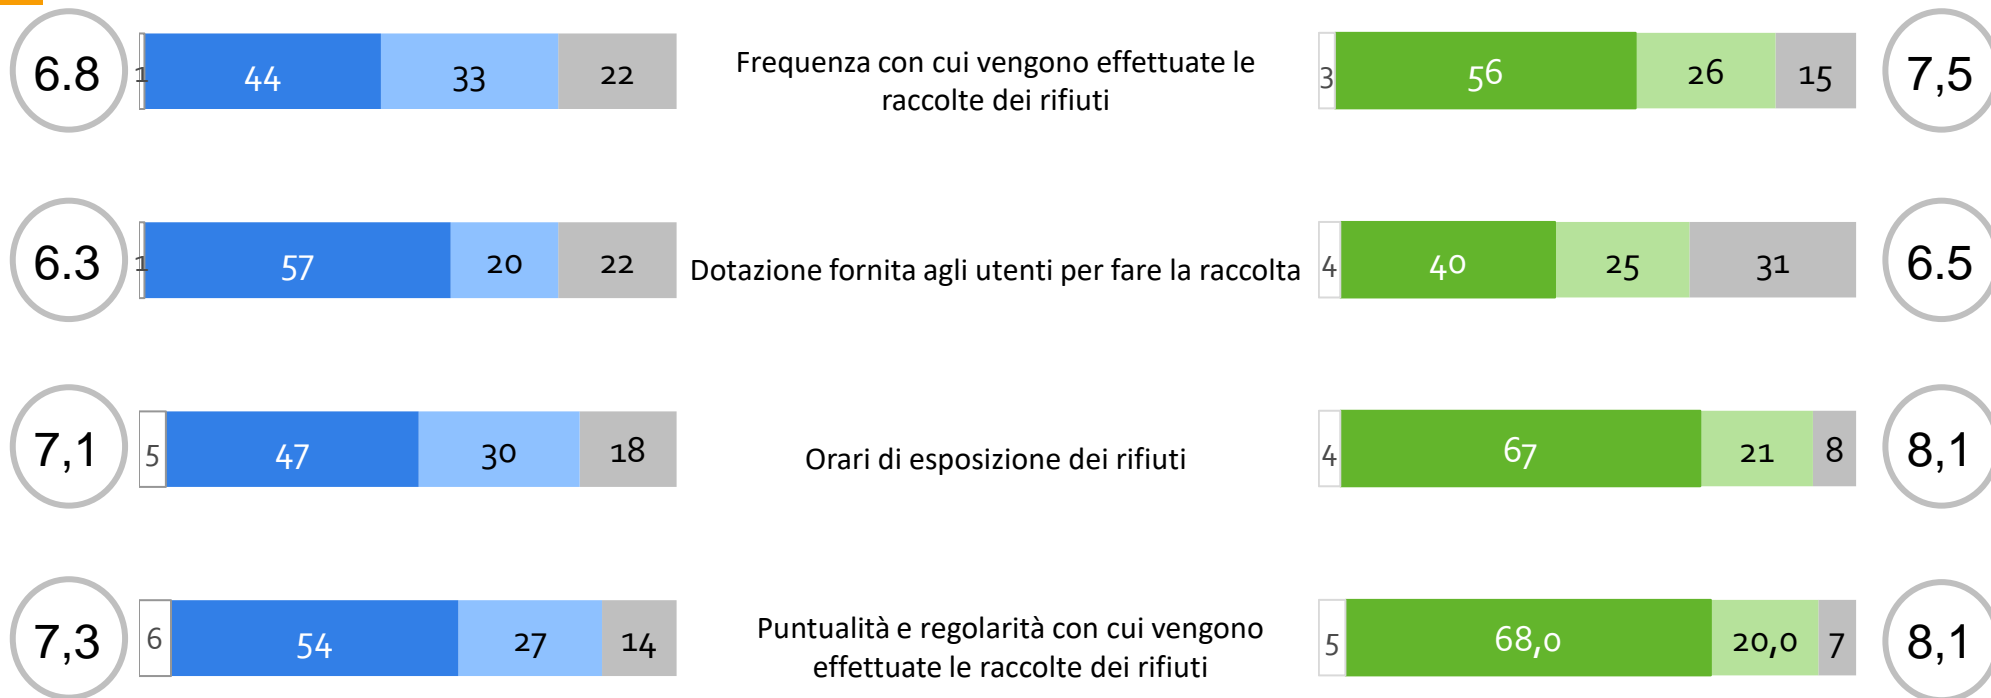 6.8 1 44 33 22 Frequenza con cui vengono effettuate le 3 56 26 15 7,5
raccolte dei rifiuti
6.3 1 57 20 22 Dotazione fornita agli utenti per fare la raccolta 4 40 25 31 6.5
7,1 5 47 30 18 Orari di esposizione dei rifiuti 4 67 21 8 8,1
7,3 6 54 27 14 Puntualità e regolarità con cui vengono 5 68,0 20,0 7 8,1
effettuate le raccolte dei rifiuti